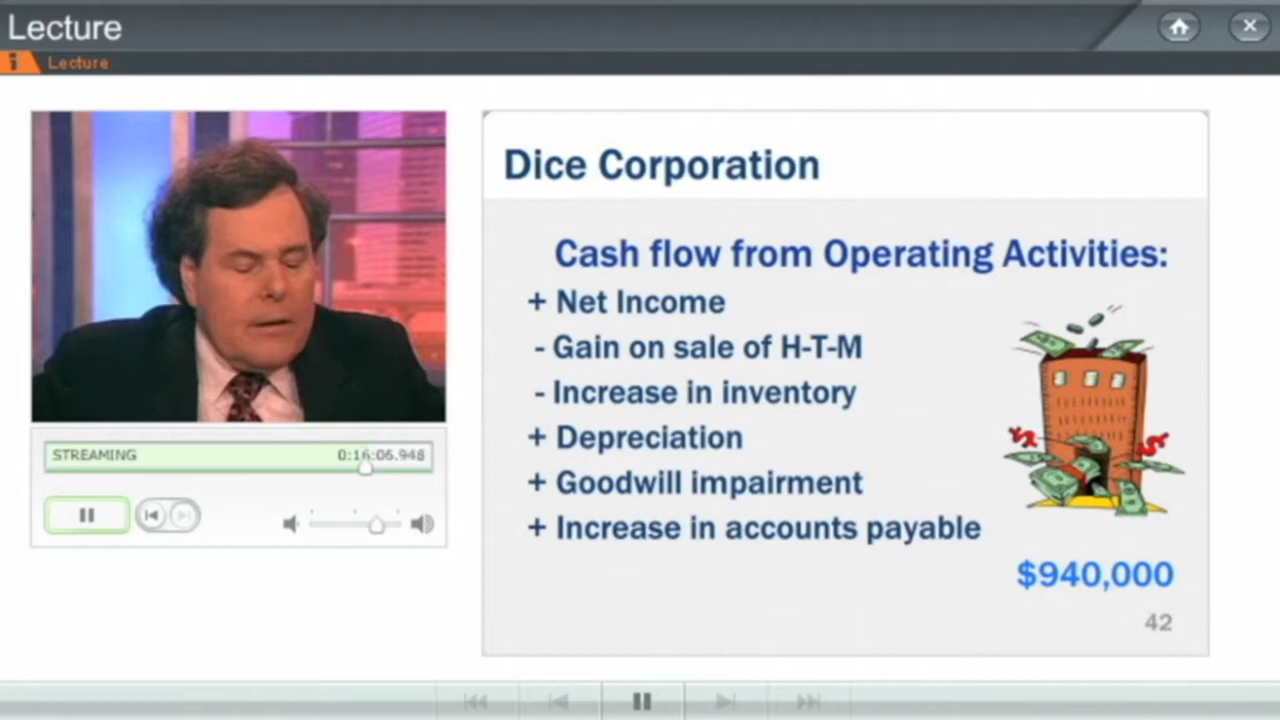 Lecture
i Lecture
Dice Corporation
Cash flow from Operating Activities:
+ Net Income
- Gain on sale of H-T-M
- Increase in inventory
+ Depreciation
+ Goodwill impairment
+ Increase in accounts payable
$940,000
42
STREAMING 0:16:06.948